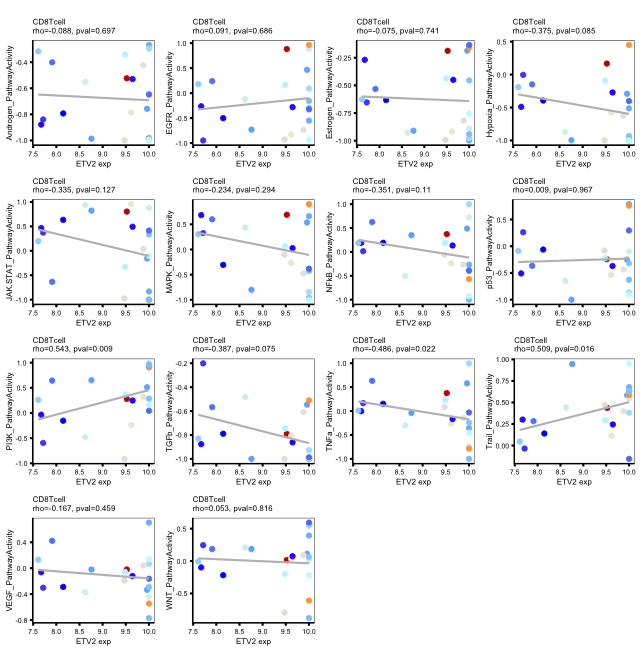 CD8Tcell
rho=-0.088, pval=0.697
Androgen_PathwayActivity
0.0
-0.4
-0.8
-1.0
7.5 8.0 8.5 9.0 9.5 10.0
ETV2 exp
CD8Tcell
rho=0.091, pval=0.686
EGFR_PathwayActivity
1.0
0.5
0.0
-0.5
-1.0
7.5 8.0 8.5 9.0 9.5 10.0
ETV2 exp
CD8Tcell
rho=-0.075, pval=0.741
Estrogen_PathwayActivity
-0.25
-0.50
-0.75
-1.00
7.5 8.0 8.5 9.0 9.5 10.0
ETV2 exp
CD8Tcell
rho=-0.375, pval=0.085
Hypoxia_PathwayActivity
0.5
0.0
-0.5
-1.0
7.5 8.0 8.5 9.0 9.5 10.0
ETV2 exp
CD8Tcell
rho=-0.335, pval=0.127
JAK-STAT_PathwayActivity
1.0
0.5
0.0
-0.5
-1.0
7.5 8.0 8.5 9.0 9.5 10.0
ETV2 exp
CD8Tcell
rho=-0.234, pval=0.294
MAPK_PathwayActivity
1.0
0.5
0.0
-0.5
-1.0
7.5 8.0 8.5 9.0 9.5 10.0
ETV2 exp
CD8Tcell
rho=-0.351, pval=0.11
NFkB_PathwayActivity
1.0
0.5
0.0
-0.5
-1.0
7.5 8.0 8.5 9.0 9.5 10.0
ETV2 exp
CD8Tcell
rho=0.009, pval=0.967
p53_PathwayActivity
0.5
0.0
-0.5
-1.0
7.5 8.0 8.5 9.0 9.5 10.0
ETV2 exp
CD8Tcell
rho=0.543, pval=0.009
PI3K_PathwayActivity
1.0
0.5
0.0
-0.5
-1.0
7.5 8.0 8.5 9.0 9.5 10.0
ETV2 exp
CD8Tcell
rho=-0.387, pval=0.075
TGFb_PathwayActivity
-0.2
-0.4
-0.6
-0.8
-1.0
7.5 8.0 8.5 9.0 9.5 10.0
ETV2 exp
CD8Tcell
rho=-0.486, pval=0.022
TNFa_PathwayActivity
1.0
0.5
0.0
-0.5
-1.0
7.5 8.0 8.5 9.0 9.5 10.0
ETV2 exp
CD8Tcell
rho=0.509, pval=0.016
Trail_PathwayActivity
1.00
0.75
0.50
0.25
0.00
7.5 8.0 8.5 9.0 9.5 10.0
ETV2 exp
CD8Tcell
rho=-0.167, pval=0.459
VEGF_PathwayActivity
0.4
0.0
-0.4
-0.8
7.5 8.0 8.5 9.0 9.5 10.0
ETV2 exp
CD8Tcell
rho=0.053, pval=0.816
WNT_PathwayActivity
0.5
0.0
-0.5
7.5 8.0 8.5 9.0 9.5 10.0
ETV2 exp